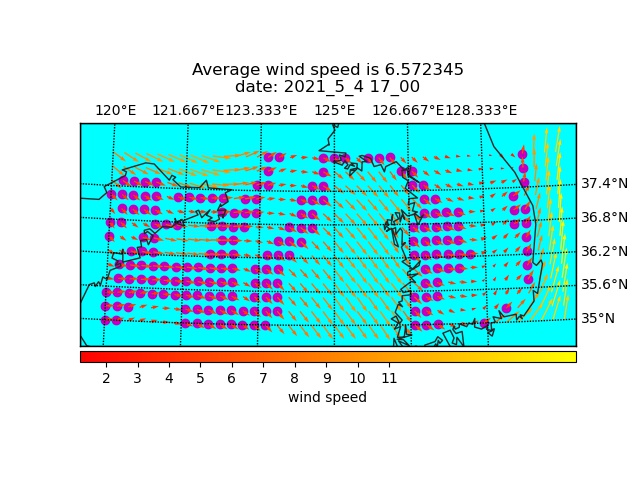 Average wind speed is 6.572345
date: 2021_5_4 17_00
120°E 121.667°E 123.333°E 125°E 126.667°E 128.333°E
37.4°N
36.8°N
36.2°N
35.6°N
35°N
2 3 4 5 6 7 8 9 10 11
wind speed